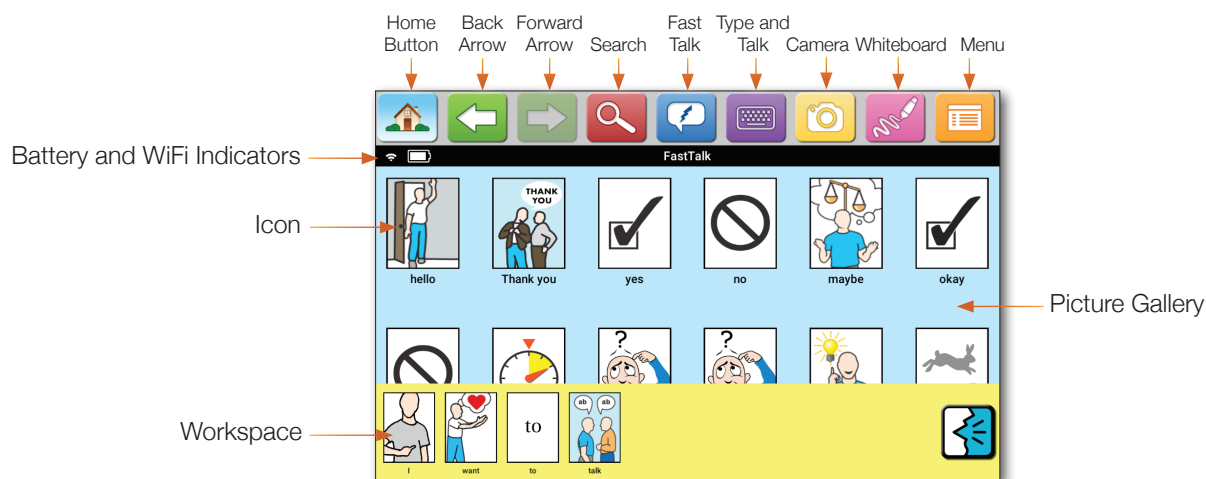 Home Button
Back Arrow
Forward Arrow
Search
Fast Talk
Type and Talk
Camera
Whiteboard
Menu
Battery and WiFi Indicators
FastTalk
THANK YOU
Icon
hello
Thank you
yes
no
maybe
okay
Picture Gallery
?
?
ab
ab
to
Workspace
I
want
to
talk